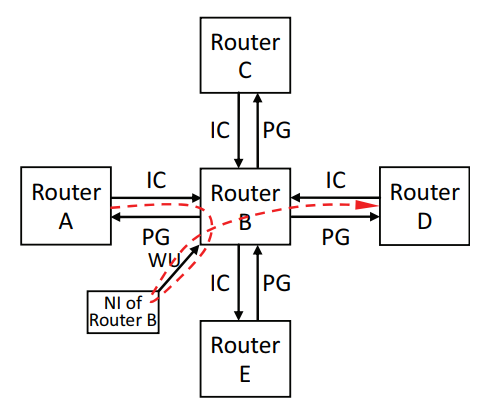 Router
C
IC
PG
Router
A
IC
Router
B
IC
Router
D
PG
WU
PG
NI of
Router B
IC
PG
Router
E